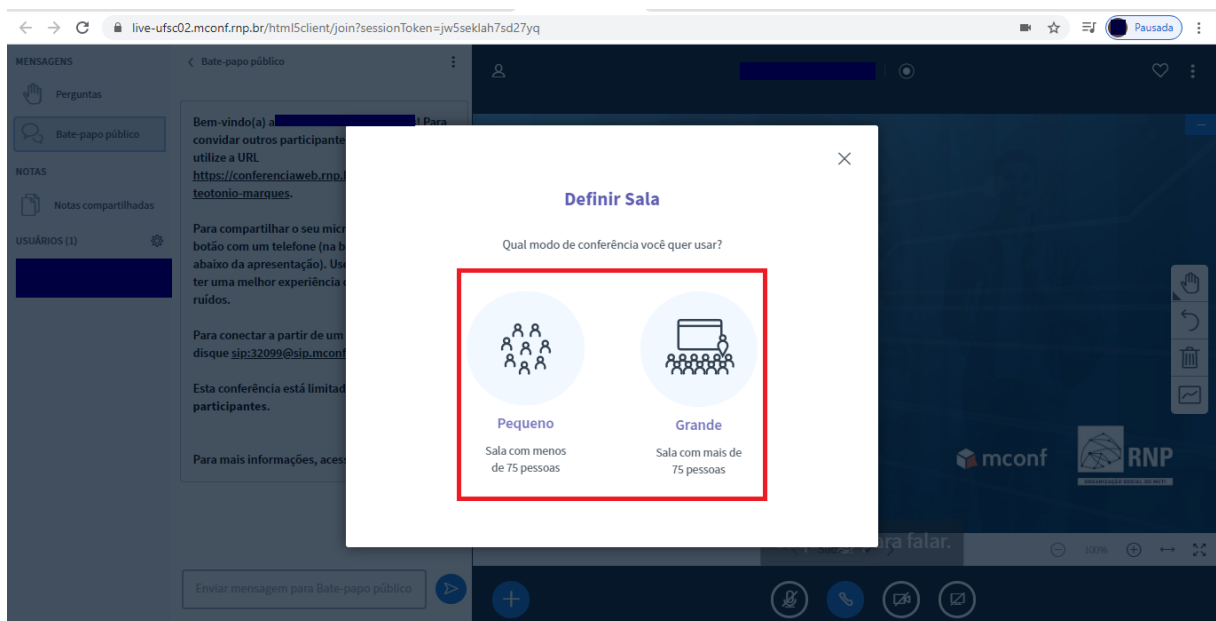 live-ufsc02.mconf.rnp.br/html5client/join?sessionToken=jw5seklah7sd27yq
Pausada
MENSAGENS
Perguntas
Bate-papo público
NOTAS
Notas compartilhadas
USUÁRIOS (1)
Bate-papo público
Bem-vindo(a) a ! Para
convidar outros participante
utilize a URL
https://conferenciaweb.rnp.
teotonio-marques.
Para compartilhar o seu micr
botão com um telefone (na b
abaixo da apresentação). Us
ter uma melhor experiência
ruídos.
Para conectar a partir de um
disque sip:32099@sip.mconf
Esta conferência está limitad
participantes.
Para mais informações, acess
Enviar mensagem para Bate-papo público
Definir Sala
Qual modo de conferência você quer usar?
Pequeno
Sala com menos
de 75 pessoas
Grande
Sala com mais de
75 pessoas
mconf
RNP
ra falar.
100%